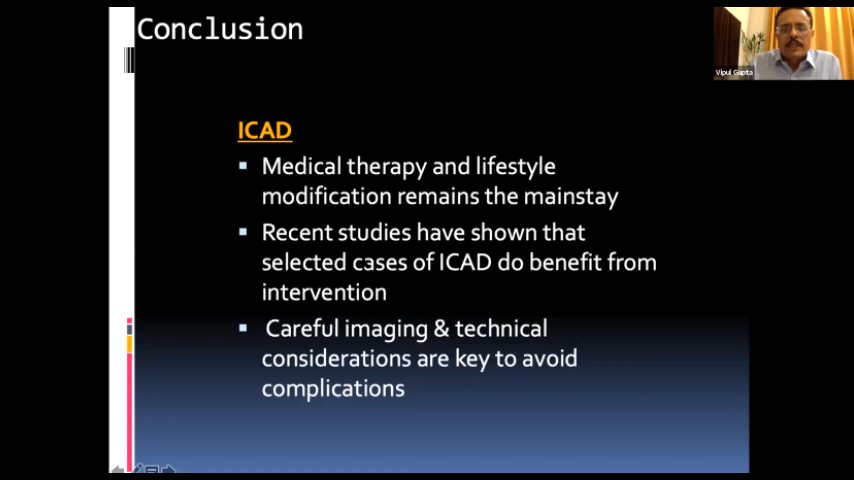 Conclusion
Vipul Gupta
ICAD
▪ Medical therapy and lifestyle
modification remains the mainstay
▪ Recent studies have shown that
selected cases of ICAD do benefit from
intervention
▪ Careful imaging & technical
considerations are key to avoid
complications